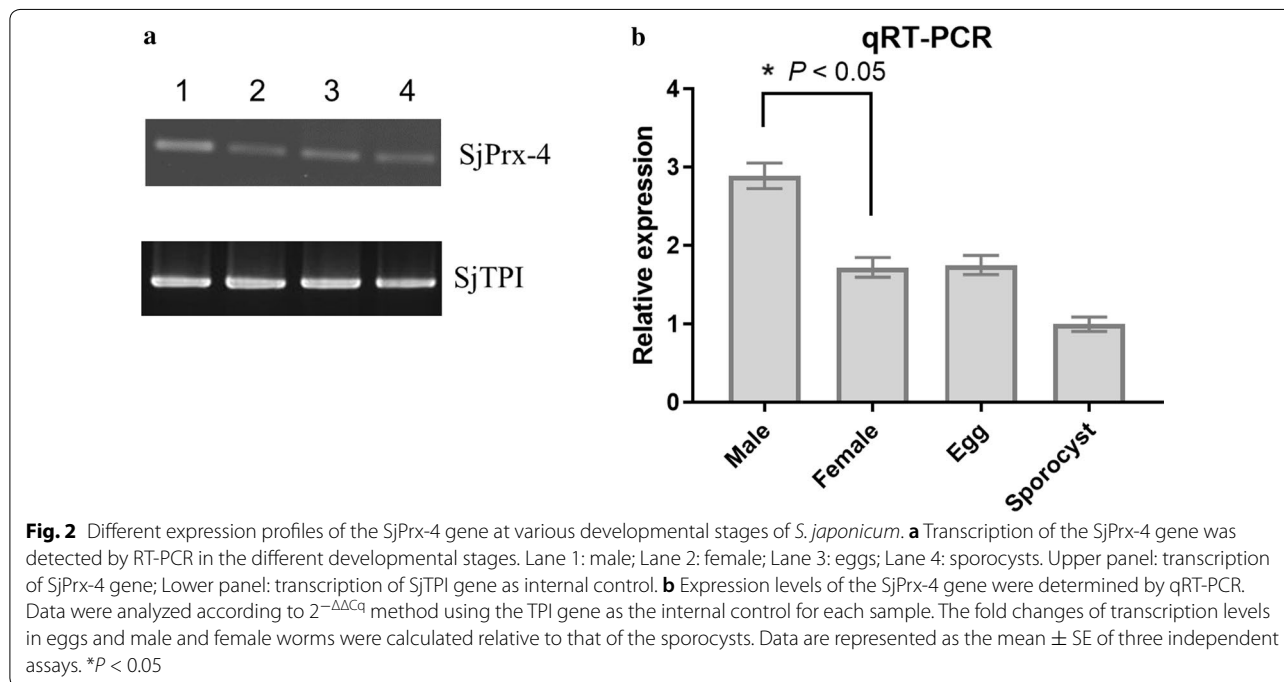 a
1 2 3 4
SjPrx-4
SjTPI
b
qRT-PCR
* P < 0.05
Relative expression
4
3
2
1
0
Male
Female
Egg
Sporocyst
Fig. 2 Different expression profiles of the SjPrx-4 gene at various developmental stages of S. japonicum. a Transcription of the SjPrx-4 gene was
detected by RT-PCR in the different developmental stages. Lane 1: male; Lane 2: female; Lane 3: eggs; Lane 4: sporocysts. Upper panel: transcription
of SjPrx-4 gene; Lower panel: transcription of SjTPI gene as internal control. b Expression levels of the SjPrx-4 gene were determined by qRT-PCR.
Data were analyzed according to 2−ΔΔCq method using the TPI gene as the internal control for each sample. The fold changes of transcription levels
in eggs and male and female worms were calculated relative to that of the sporocysts. Data are represented as the mean ± SE of three independent
assays. *P < 0.05